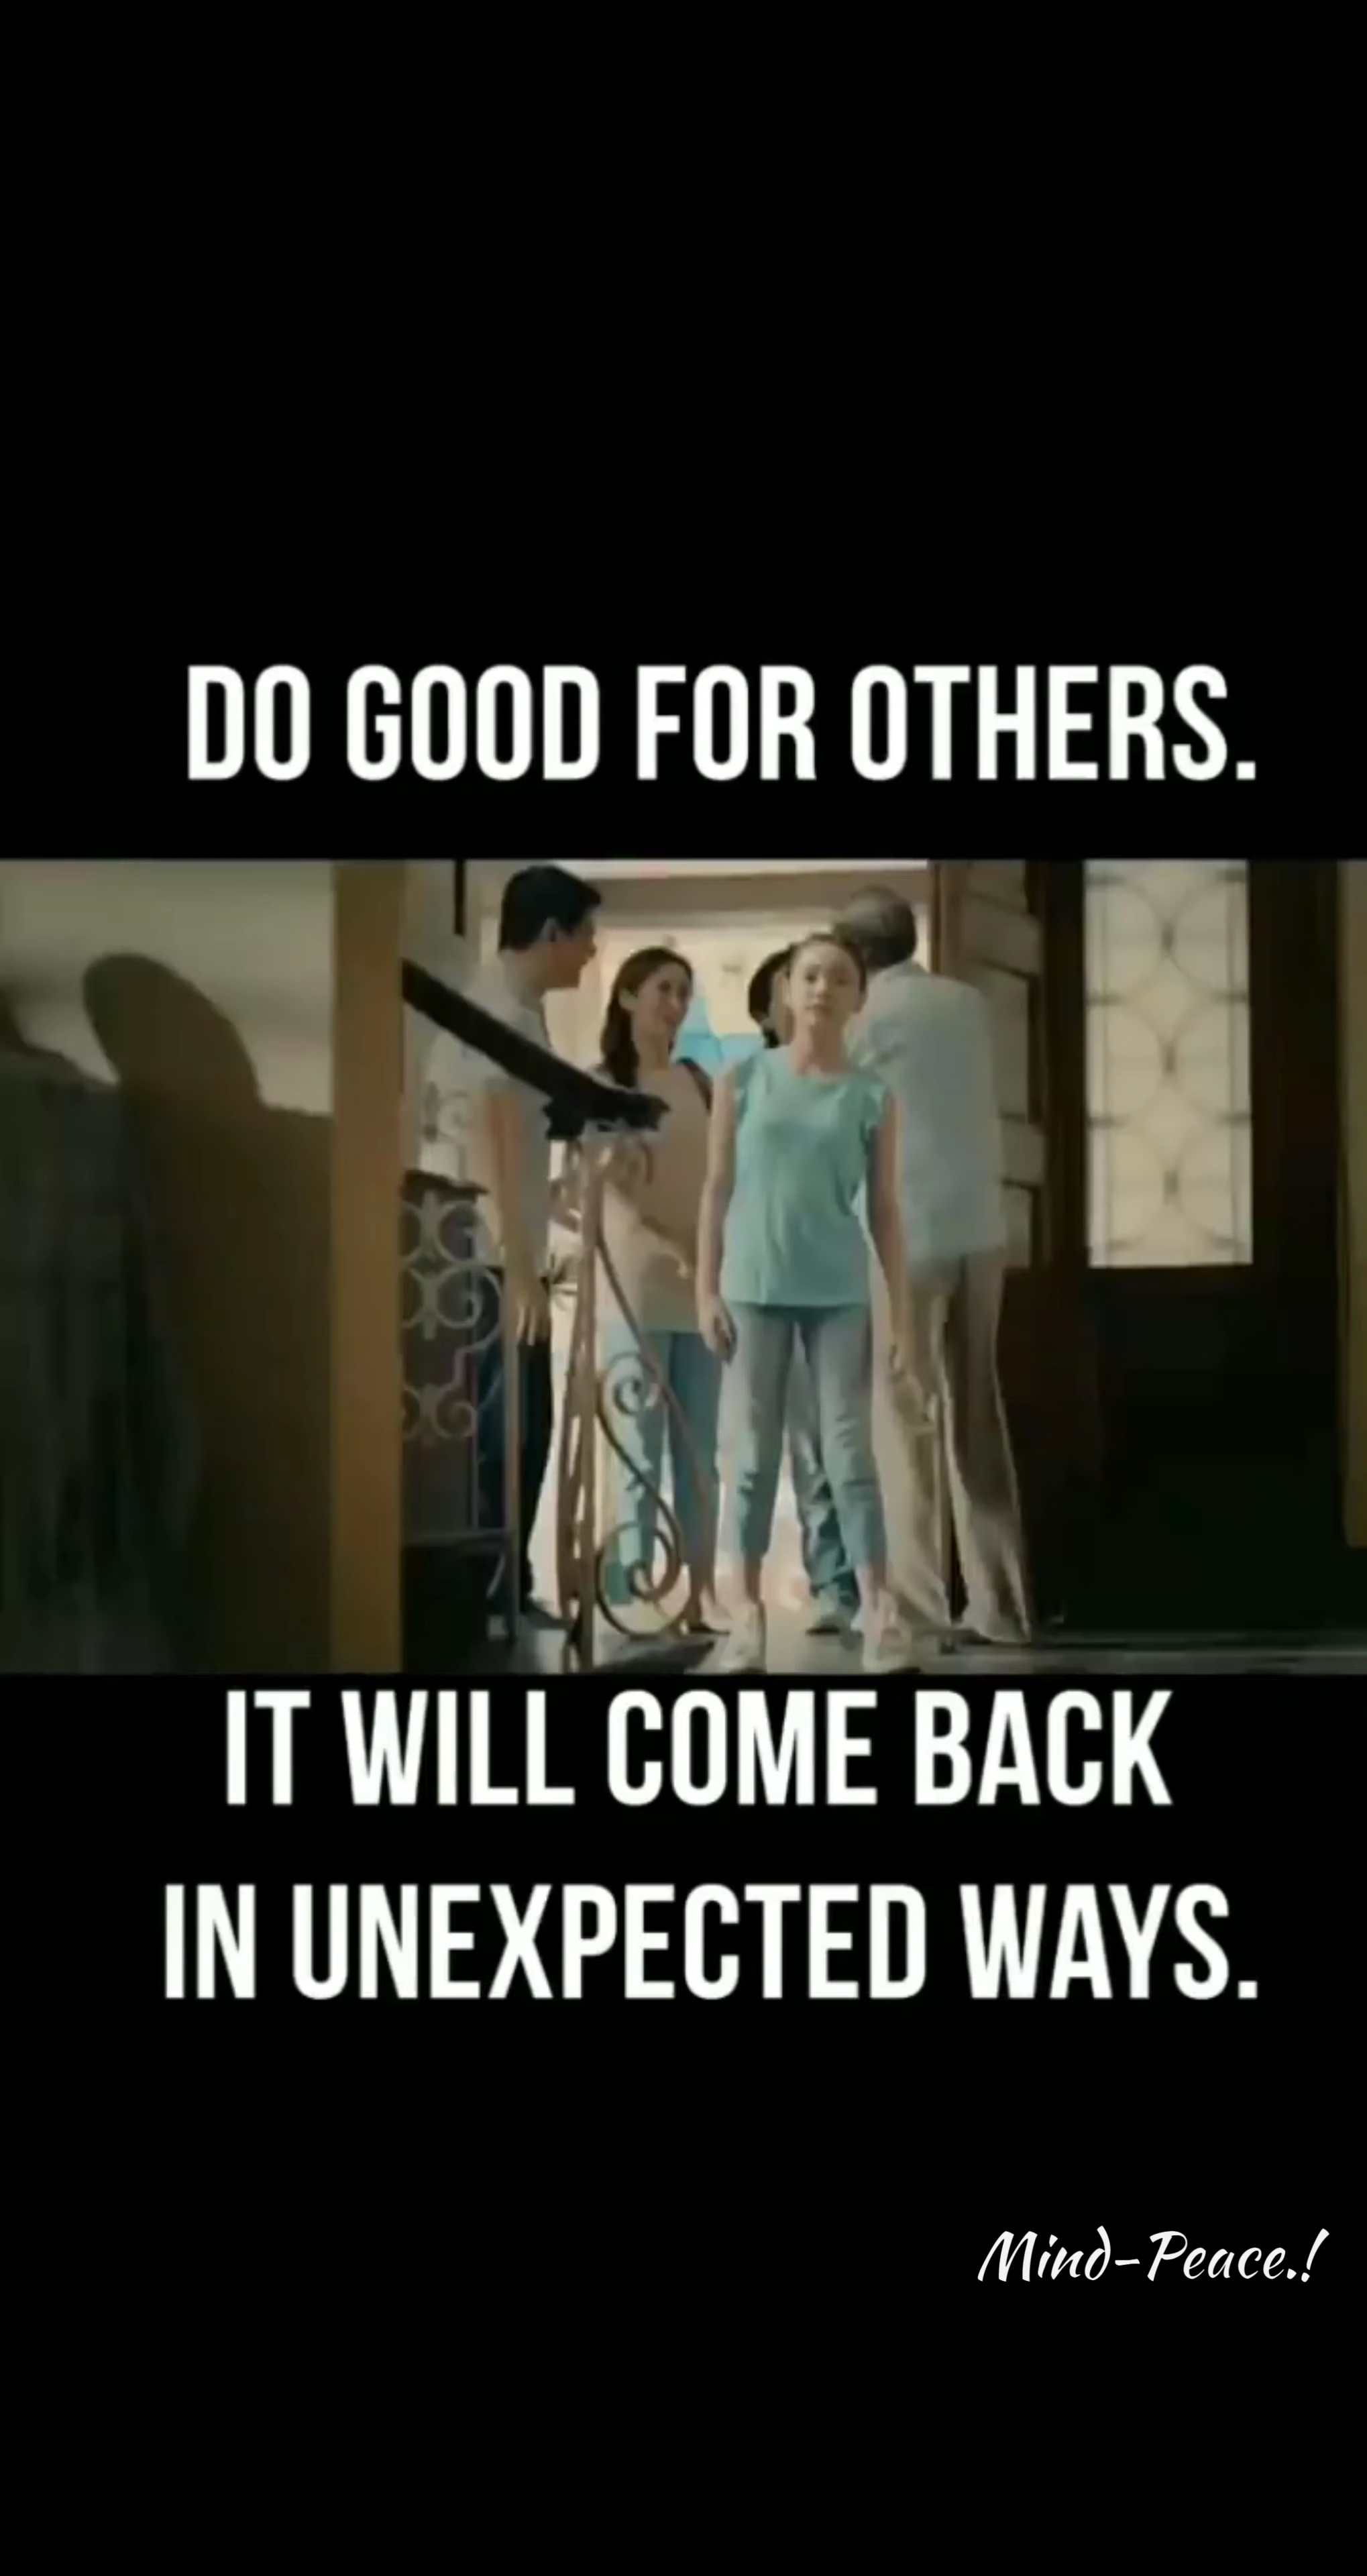 DO GOOD FOR OTHERS.
IT WILL COME BACK
IN UNEXPECTED WAYS.
Mind-Peace.!